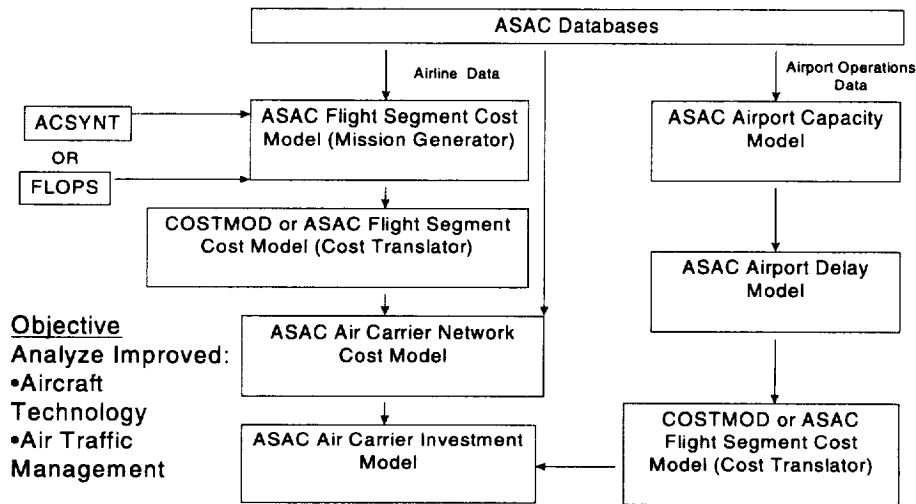 ASAC Databases
Airline Data
Airport Operations
Data
ACSYNT
OR
FLOPS
ASAC Flight Segment Cost
Model (Mission Generator)
ASAC Airport Capacity
Model
COSTMOD or ASAC Flight Segment
Cost Model (Cost Translator)
ASAC Airport Delay
Model
Objective
Analyze Improved:
•Aircraft
Technology
•Air Traffic
Management
ASAC Air Carrier Network
Cost Model
ASAC Air Carrier Investment
Model
COSTMOD or ASAC
Flight Segment Cost
Model (Cost Translator)